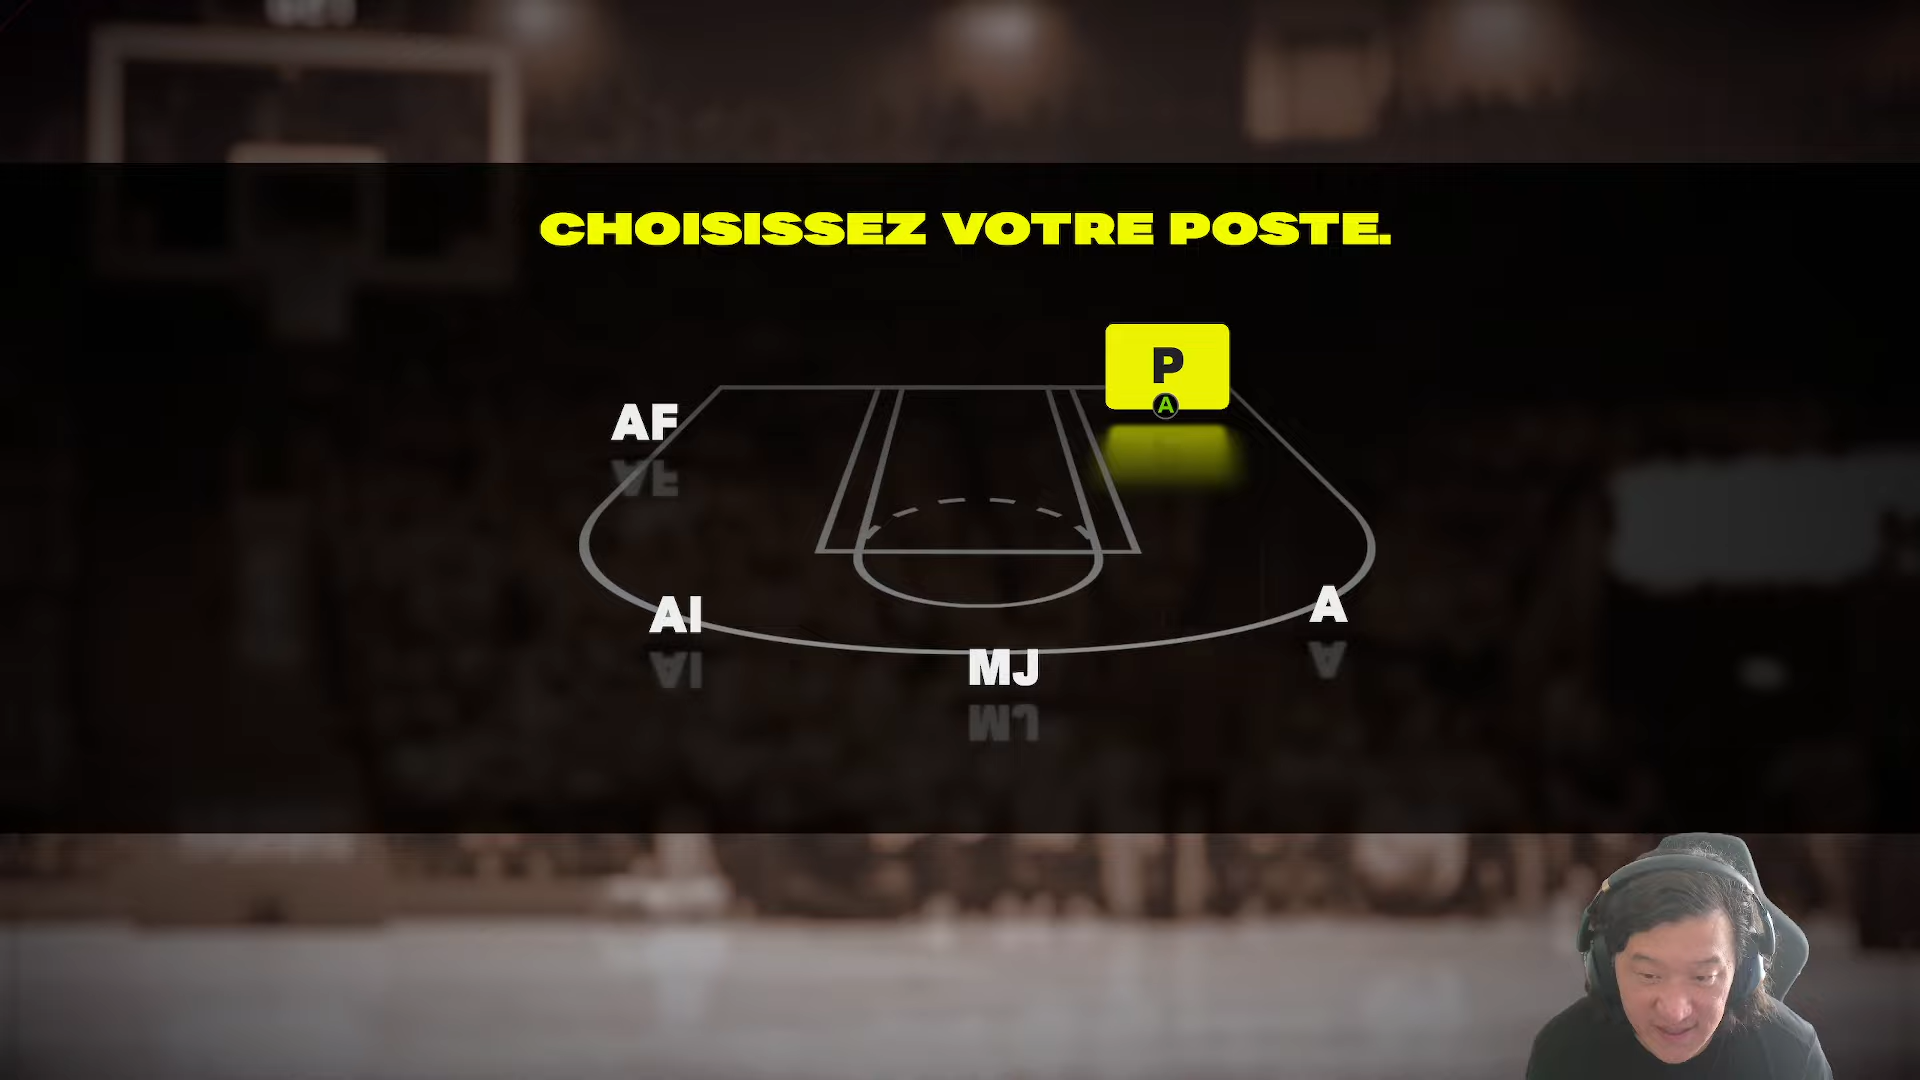 CHOISISSEZ VOTRE POSTE.
P
A
AF
AI
A
MJ